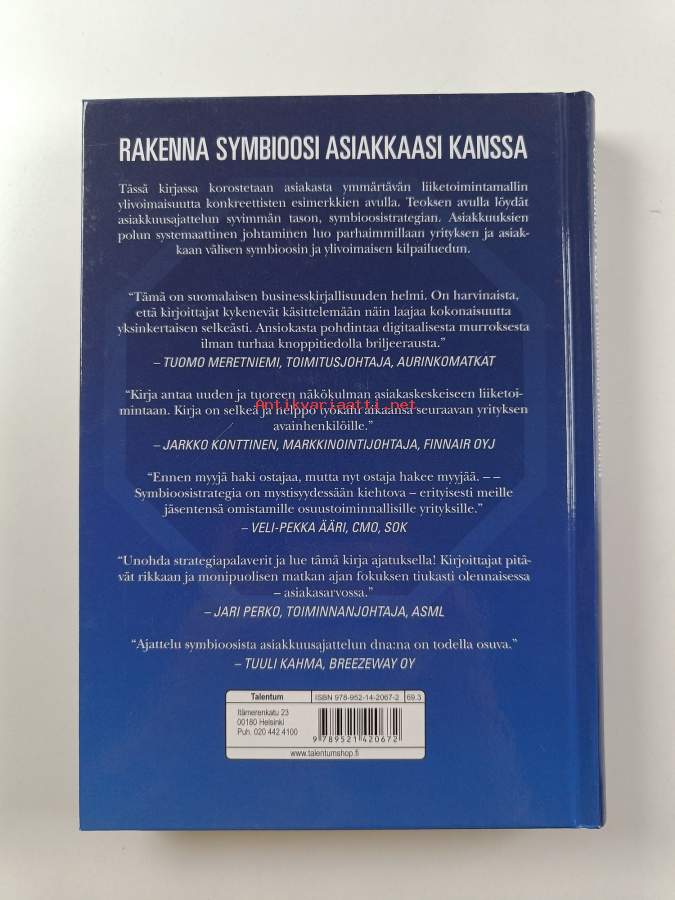 RAKENNA SYMBIOOSI ASIAKKAASI KANSSA
Tässä kirjassa korostetaan asiakasta ymmärtävän liiketoimintamallin
ylivoimaisuutta konkreettisten esimerkkien avulla. Teoksen avulla löydät
asiakkuusajattelun syvimmän tason, symbioosistrategian. Asiakkuuksien
polun systemaattinen johtaminen luo parhaimmillaan yrityksen ja asiak-
kaan välisen symbioosin ja ylivoimaisen kilpailuedun.
“Tämä on suomalaisen businesskirjallisuuden helmi. On harvinaista,
että kirjoittajat kykenevät käsittelemään näin laajaa kokonaisuutta
yksinkertaisen selkeästi. Ansiokasta pohdintaa digitaalisesta murroksesta
ilman turhaa knoppitiedolla briljeerausta.”
– TUOMO MERETNIEMI, TOIMITUSJOHTAJA, AURINKOMATKAT
“Kirja antaa uuden ja tuoreen näkökulman asiakaskeskeiseen liiketoi-
Antikvariaatti.net
mintaan. Kirja on selkeä ja helppo työkalu aikaansa seuraavan yrityksen
avainhenkilöille.”
– JARKKO KONTTINEN, MARKKINOINTIJOHTAJA, FINNAIR OYJ
“Ennen myyjä haki ostajaa, mutta nyt ostaja hakee myyjää. – –
Symbioosistrategia on mystisyydessään kiehtova – erityisesti meille
jäsentensä omistamille osuustoiminnallisille yrityksille.”
– VELI-PEKKA ÄÄRI, CMO, SOK
“Unohda strategiapalaverit ja lue tämä kirja ajatuksella! Kirjoittajat pitä-
vät rikkaan ja monipuolisen matkan ajan fokuksen tiukasti olennaisessa
– asiakasarvossa.”
– JARI PERKO, TOIMINNANJOHTAJA, ASML
“Ajattelu symbioosista asiakkuusajattelun dna:na on todella osuva.”
– TUULI KAHMA, BREEZEWAY OY
Talentum ISBN 978-952-14-2067-2 69.3
Itämerenkatu 23
00180 Helsinki
Puh. 020 442 4100
9 789521 420672
www.talentumshop.fi